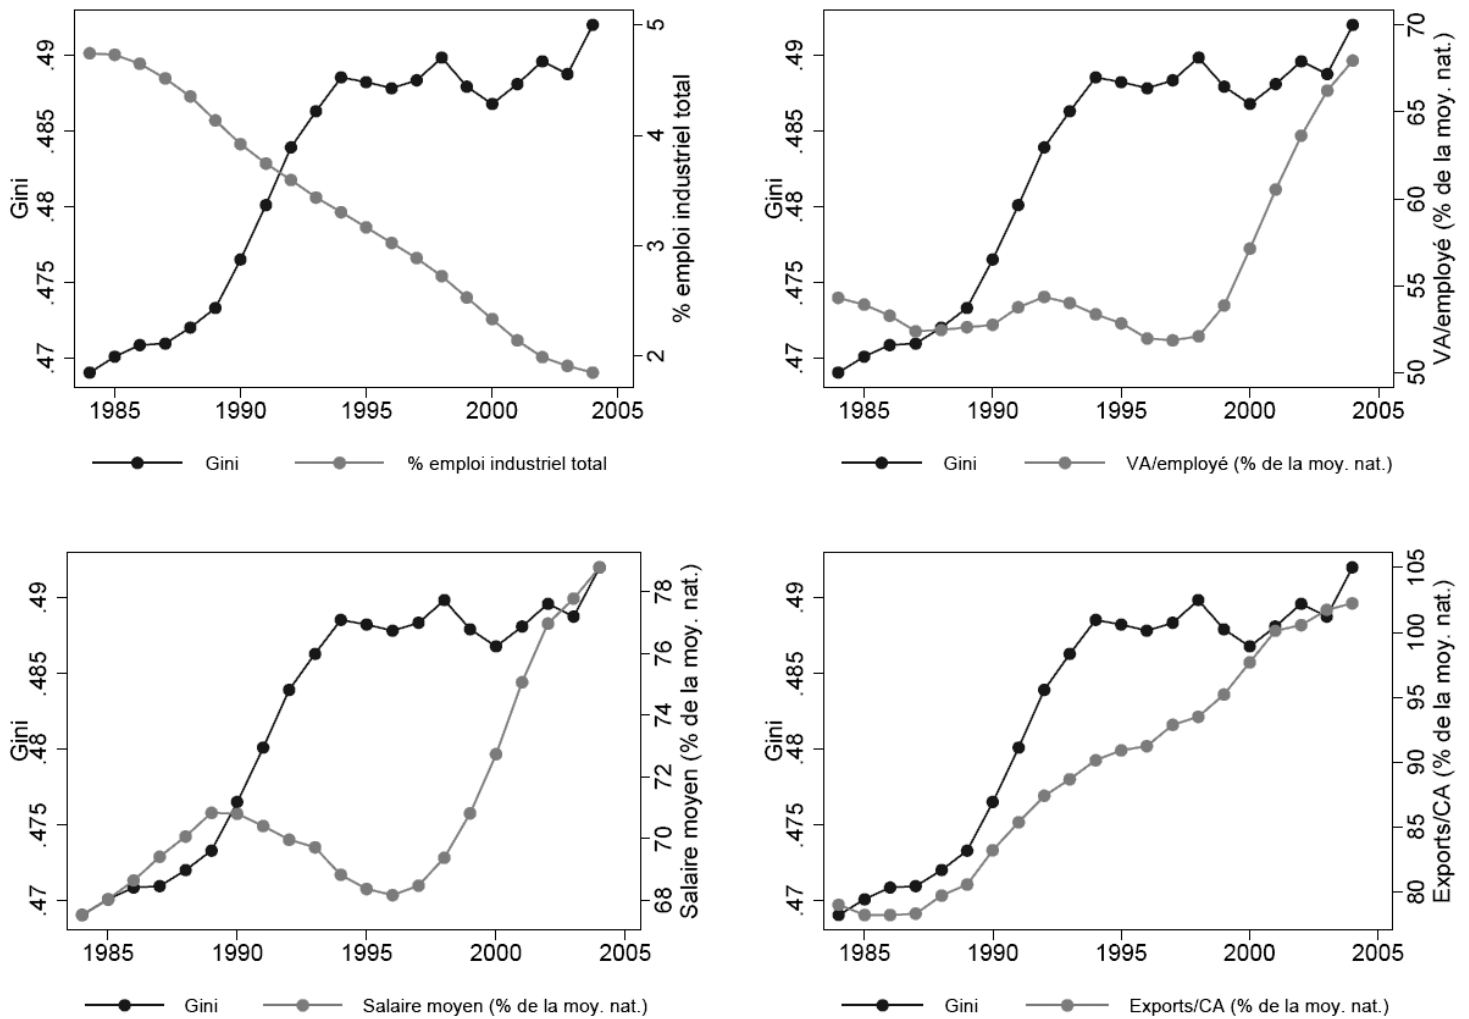 Gini
.47 .475 .48 .485 .49
2 3 4 5
% emploi industriel total
1985 1990 1995 2000 2005
Gini % emploi industriel total
Gini
.47 .475 .48 .485 .49
50 55 60 65 70
VA/employé (% de la moy. nat.)
1985 1990 1995 2000 2005
Gini VA/employé (% de la moy. nat.)
Gini
.47 .475 .48 .485 .49
68 70 72 74 76 78
Salaire moyen (% de la moy. nat.)
1985 1990 1995 2000 2005
Gini Salaire moyen (% de la moy. nat.)
Gini
.47 .475 .48 .485 .49
80 85 90 95 100 105
Exports/CA (% de la moy. nat.)
1985 1990 1995 2000 2005
Gini Exports/CA (% de la moy. nat.)